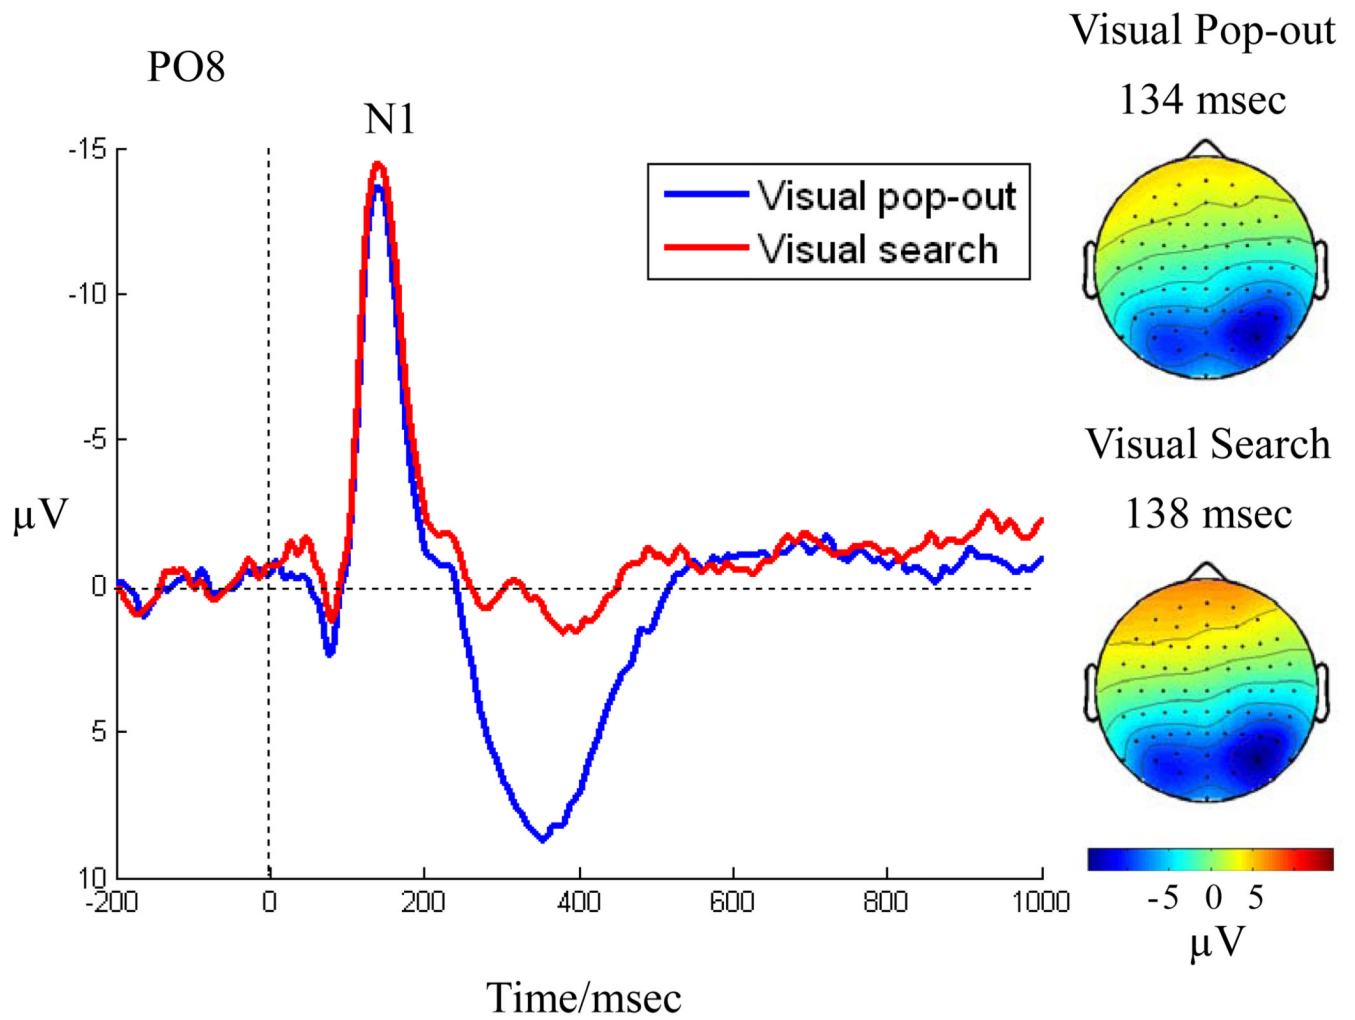 PO8
N1
-15
-10
-5
0
5
10
µV
-200
0
200
400
600
800
1000
Time/msec
Visual pop-out
Visual search
Visual Pop-out
134 msec
Visual Search
138 msec
-5 0 5
µV